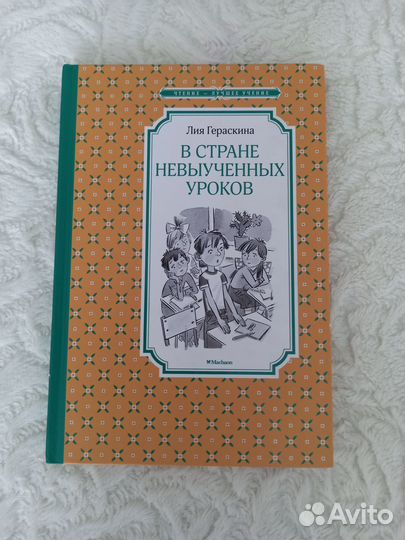 ЧТЕНИЕ – ЛУЧШЕЕ УЧЕНИЕ
Лия Гераскина
В СТРАНЕ
НЕВЫУЧЕННЫХ
УРОКОВ
Machaon
Avito